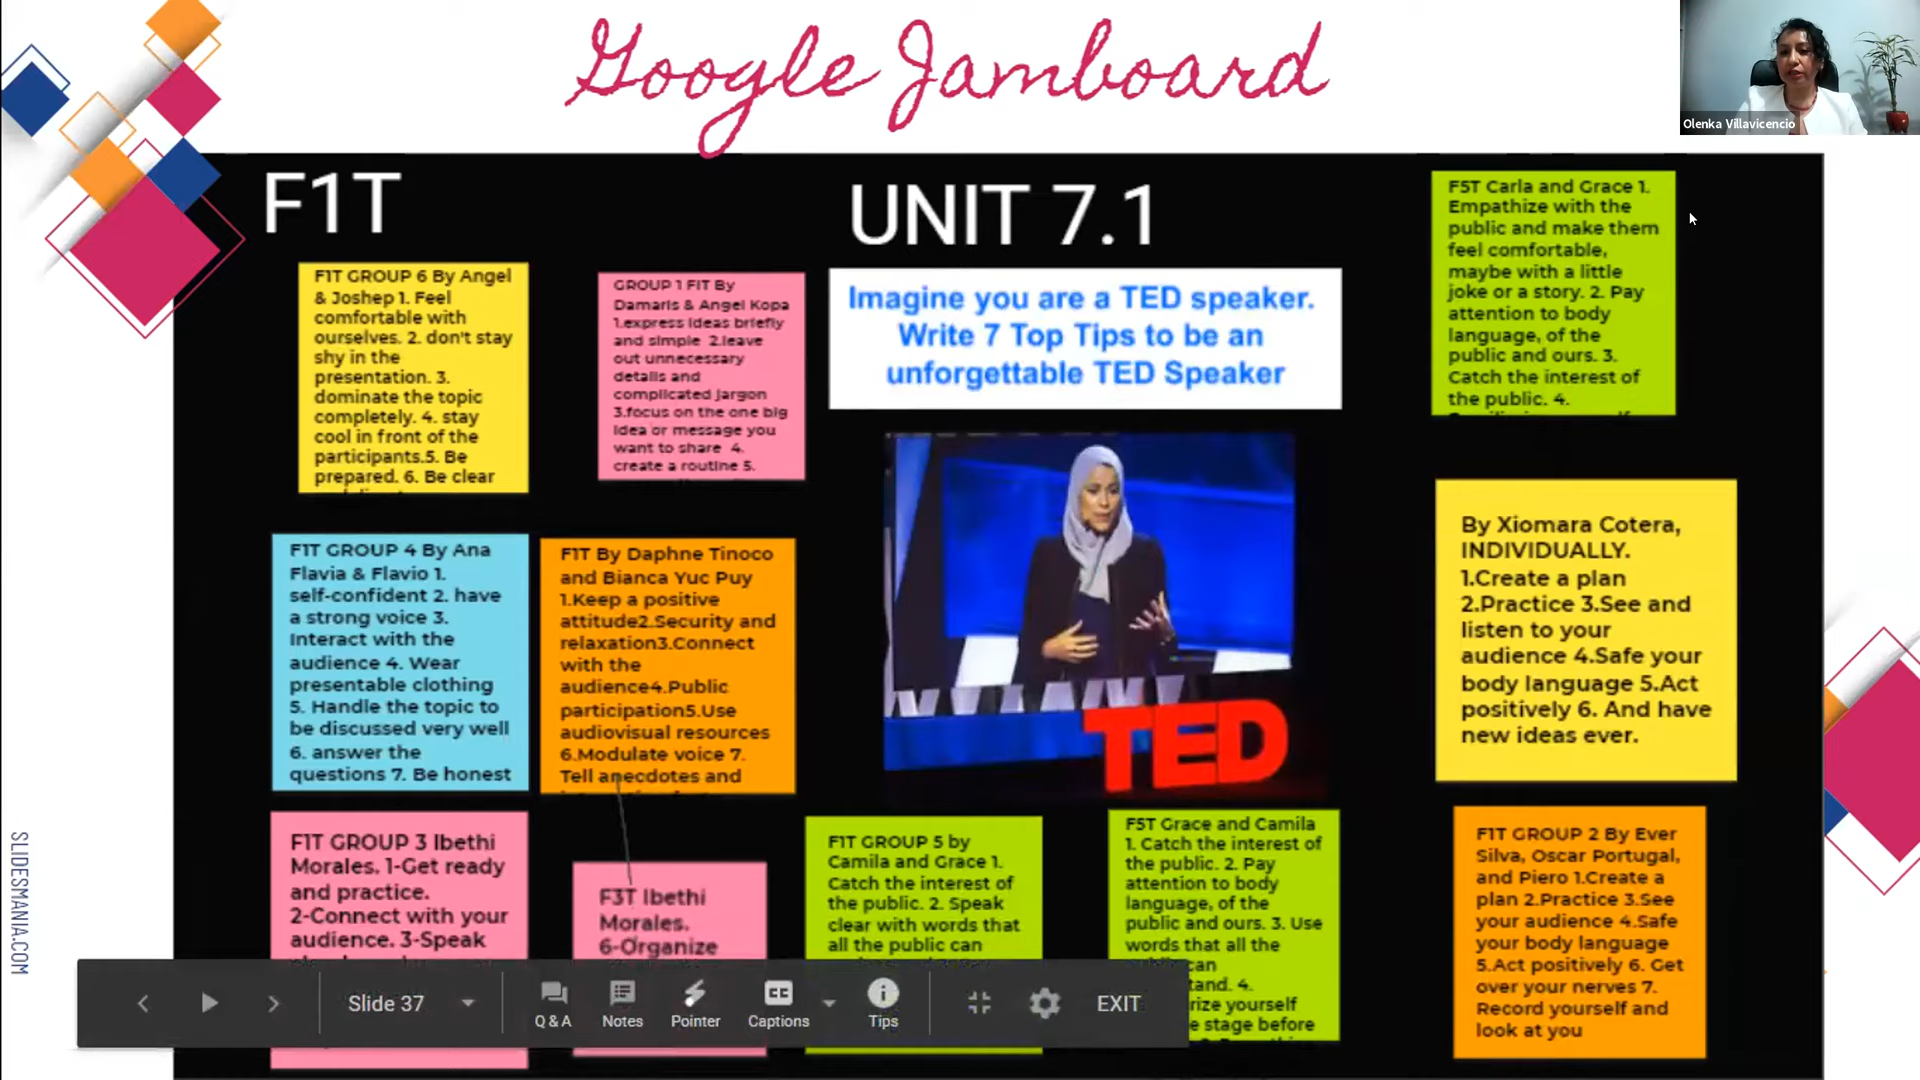 Google Jamboard
Olenka Villavicencio
F1T
UNIT 7.1
Imagine you are a TED speaker.
Write 7 Top Tips to be an
unforgettable TED Speaker
F1T GROUP 6 By Angel
& Joshep 1. Feel
comfortable with
ourselves. 2. don't stay
shy in the
presentation. 3.
dominate the topic
completely. 4. stay
cool in front of the
participants.5. Be
prepared. 6. Be clear
GROUP 1 F1T By
Damaris & Angel Kopa
1.express ideas briefly
and simple 2.leave
out unnecessary
details and
complicated jargon
3.focus on the one big
idea or message you
want to share 4.
create a routine 5.
F5T Carla and Grace 1.
Empathize with the
public and make them
feel comfortable,
maybe with a little
joke or a story. 2. Pay
attention to body
language, of the
public and ours. 3.
Catch the interest of
the public. 4.
F1T GROUP 4 By Ana
Flavia & Flavio 1.
self-confident 2. have
a strong voice 3.
Interact with the
audience 4. Wear
presentable clothing
5. Handle the topic to
be discussed very well
6. answer the
questions 7. Be honest
F1T By Daphne Tinoco
and Bianca Yuc Puy
1.Keep a positive
attitude2.Security and
relaxation3.Connect
with the
audience4.Public
participation5.Use
audiovisual resources
6.Modulate voice 7.
Tell anecdotes and
TED
By Xiomara Cotera,
INDIVIDUALLY.
1.Create a plan
2.Practice 3.See and
listen to your
audience 4.Safe your
body language 5.Act
positively 6. And have
new ideas ever.
F1T GROUP 3 Ibethi
Morales. 1-Get ready
and practice.
2-Connect with your
audience. 3-Speak
F3T Ibethi
Morales.
6-Organize
F1T GROUP 5 by
Camila and Grace 1.
Catch the interest of
the public. 2. Speak
clear with words that
all the public can
F5T Grace and Camila
1. Catch the interest of
the public. 2. Pay
attention to body
language, of the
public and ours. 3. Use
words that all the
can
tand. 4.
rize yourself
e stage before
F1T GROUP 2 By Ever
Silva, Oscar Portugal,
and Piero 1.Create a
plan 2.Practice 3.See
your audience 4.Safe
your body language
5.Act positively 6. Get
over your nerves 7.
Record yourself and
look at you
SLIDESMANIA.COM
Slide 37
Q & A
Notes
Pointer
CC
Captions
Tips
EXIT